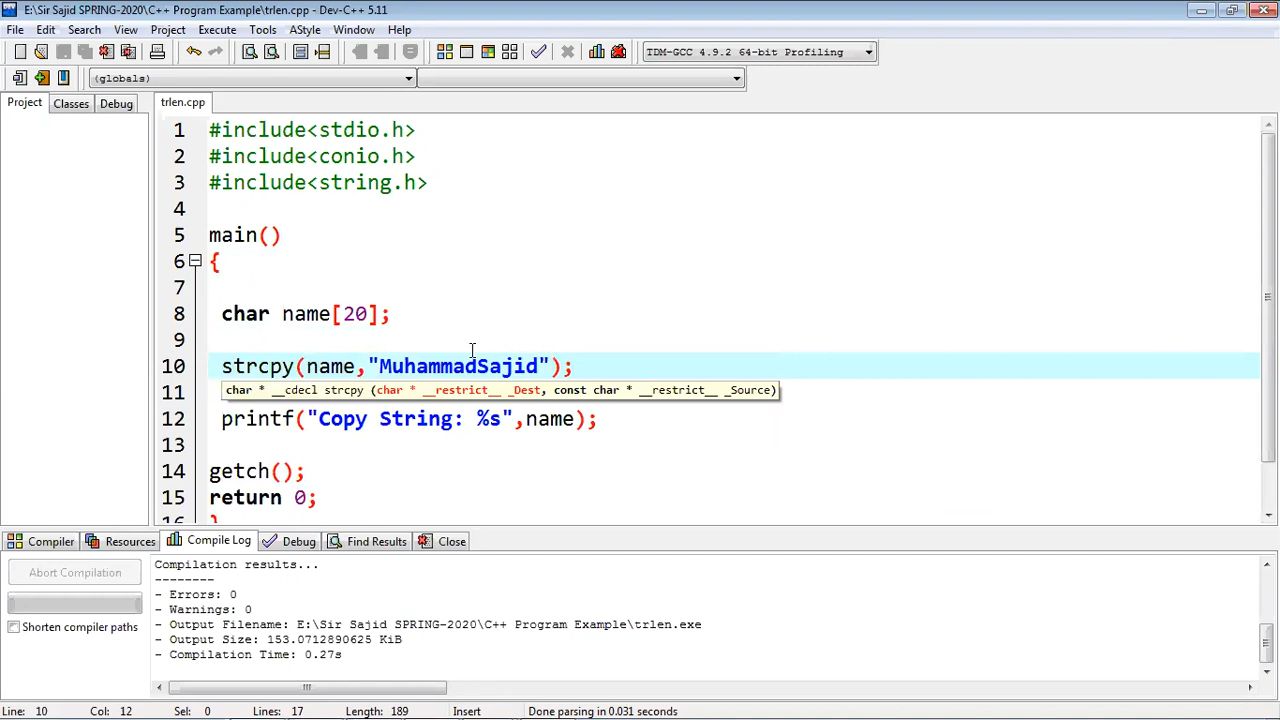 E:\Sir Sajid SPRING-2020\C++ Program Example\trlen.cpp - Dev-C++ 5.11
File Edit Search View Project Execute Tools AStyle Window Help
TDM-GCC 4.9.2 64-bit Profiling
(globals)
Project Classes Debug trlen.cpp
1 #include<stdio.h>
2 #include<conio.h>
3 #include<string.h>
4
5 main()
6 {
7
8 char name[20];
9
10 strcpy(name,"MuhammadSajid");
11 char * __cdecl strcpy (char * __restrict__ _Dest, const char * __restrict__ _Source)
12 printf("Copy String: %s",name);
13
14 getch();
15 return 0;
16 }
Compiler Resources Compile Log Debug Find Results Close
Abort Compilation
Shorten compiler paths
Compilation results...
--------
- Errors: 0
- Warnings: 0
- Output Filename: E:\Sir Sajid SPRING-2020\C++ Program Example\trlen.exe
- Output Size: 153.0712890625 KiB
- Compilation Time: 0.27s
Line: 10 Col: 12 Sel: 0 Lines: 17 Length: 189 Insert Done parsing in 0.031 seconds